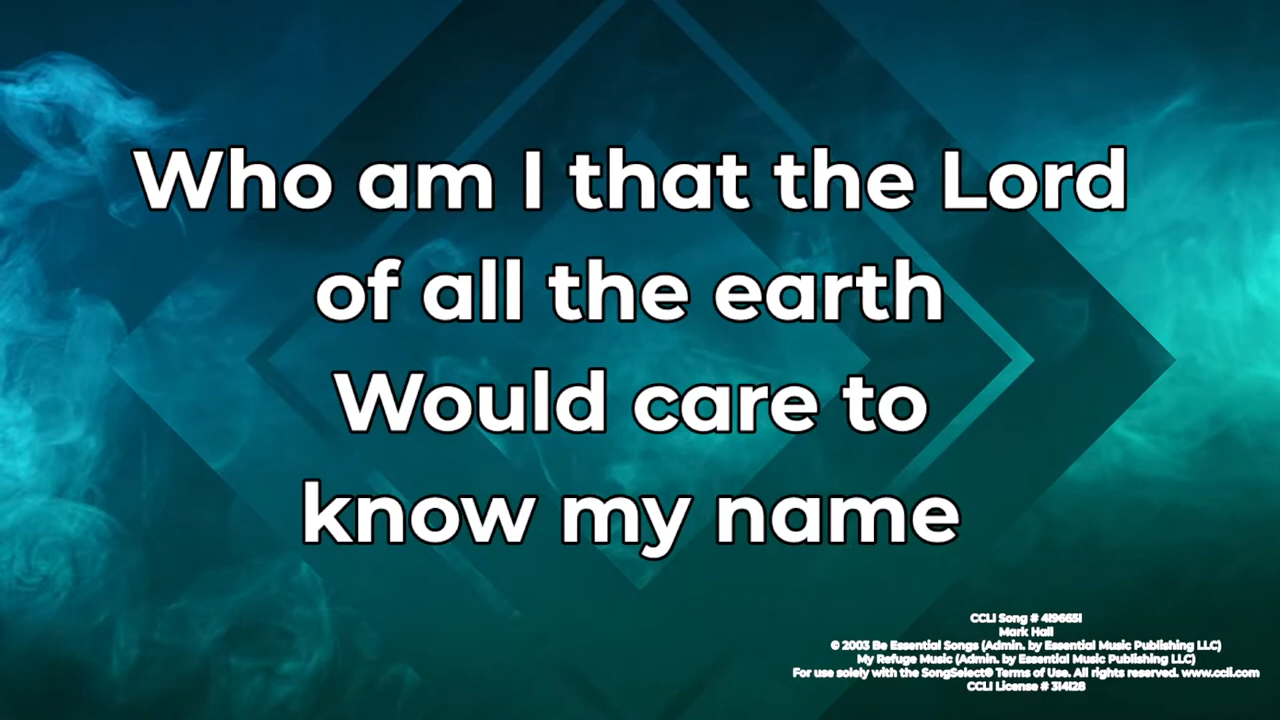 Who am I that the Lord
of all the earth
Would care to
know my name
CCLI Song # 4196651
Mark Hall
© 2003 Be Essential Songs (Admin. by Essential Music Publishing LLC)
My Refuge Music (Admin. by Essential Music Publishing LLC)
For use solely with the SongSelect® Terms of Use. All rights reserved. www.ccli.com
CCLI License # 314128